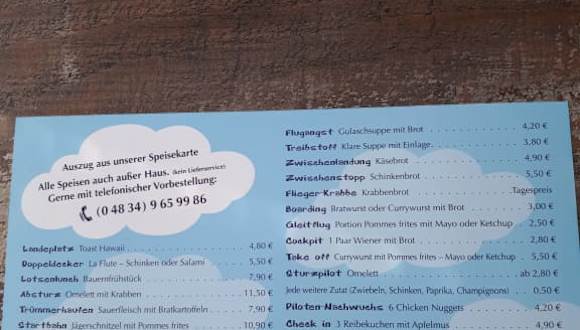 Auszug aus unserer Speisekarte
Alle Speisen auch außer Haus. (kein Lieferservice)
Gerne mit telefonischer Vorbestellung:
(0 48 34) 9 65 99 86
Landeplatz Toast Hawaii 4,80 €
Doppeldecker La Flute – Schinken oder Salami 5,50 €
Lotsenlunch Bauernfrühstück 7,90 €
Absturz Omelett mit Krabben 11,50 €
Trümmerhaufen Sauerfleisch mit Bratkartoffeln 7,90 €
Startbahn Jägerschnitzel mit Pommes frites 10,90 €
Flugangst Gulaschsuppe mit Brot 4,20 €
Treibstoff Klare Suppe mit Einlage 3,80 €
Zwischenlandung Käsebrot 4,90 €
Zwischenstopp Schinkenbrot 5,50 €
Flieger-Krabbe Krabbenbrot Tagespreis
Boarding Bratwurst oder Currywurst mit Brot 3,00 €
Gleitflug Portion Pommes frites mit Mayo oder Ketchup 2,50 €
Cockpit 1 Paar Wiener mit Brot 2,80 €
Take off Currywurst mit Pommes frites – Mayo oder Ketchup 5,50 €
Sturzpilot Omelett ab 2,80 €
Jede weitere Zutat (Zwiebeln, Schinken, Paprika, Champignons) 0,50 €
Piloten-Nachwuchs 6 Chicken Nuggets 4,20 €
Check in 3 Reibekuchen mit Apfelmus 4,90 €